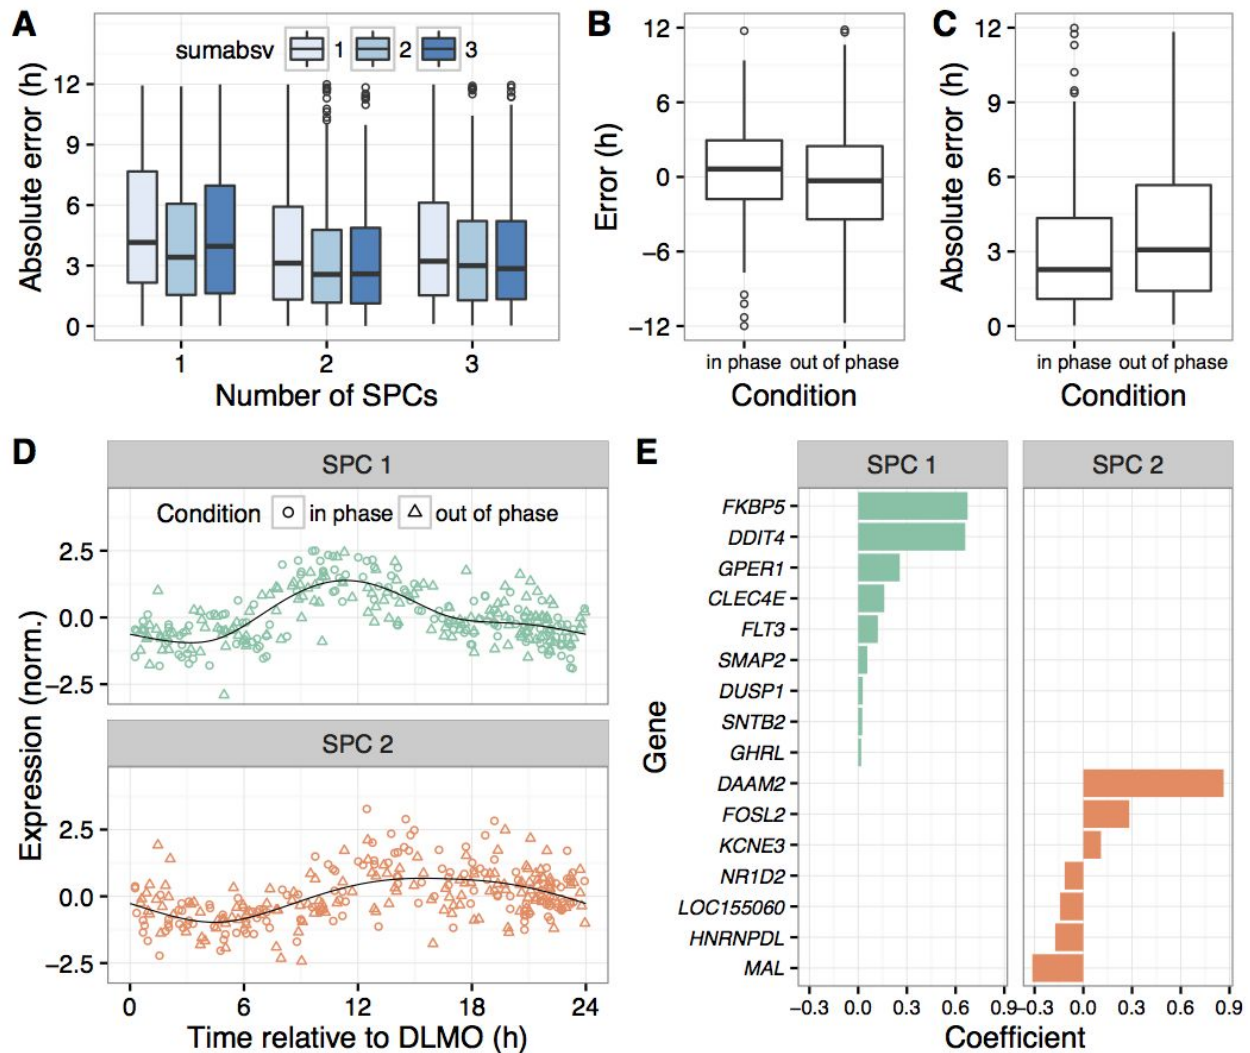 A
sumabsv 1 2 3
Absolute error (h)
12
9
6
3
0
1 2 3
Number of SPCs
B
Error (h)
12
6
0
−6
−12
in phase out of phase
Condition
C
Absolute error (h)
12
9
6
3
0
in phase out of phase
Condition
D
SPC 1
Condition in phase out of phase
2.5
0.0
−2.5
Expression (norm.)
SPC 2
2.5
0.0
−2.5
0 6 12 18 24
Time relative to DLMO (h)
E
SPC 1 SPC 2
Gene
FKBP5
DDIT4
GPER1
CLEC4E
FLT3
SMAP2
DUSP1
SNTB2
GHRL
DAAM2
FOSL2
KCNE3
NR1D2
LOC155060
HNRNPDL
MAL
−0.3 0.0 0.3 0.6 0.9 −0.3 0.0 0.3 0.6 0.9
Coefficient